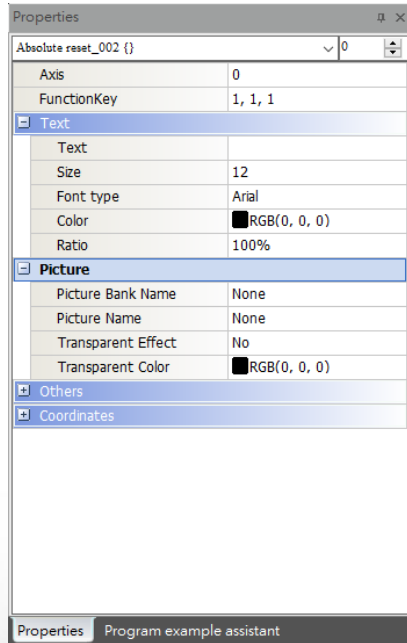 Properties
Absolute reset_002 {} 0
Axis 0
FunctionKey 1, 1, 1
Text
Text
Size 12
Font type Arial
Color RGB(0, 0, 0)
Ratio 100%
Picture
Picture Bank Name None
Picture Name None
Transparent Effect No
Transparent Color RGB(0, 0, 0)
Others
Coordinates
Properties Program example assistant